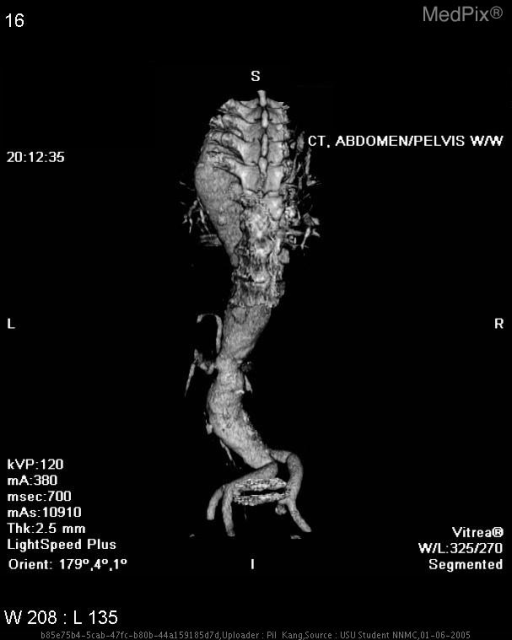 16
MedPix®
S
CT, ABDOMEN/PELVIS W/W
20:12:35
L
R
kVP:120
mA:380
msec:700
mAs:10910
Thk:2.5 mm
LightSpeed Plus
Orient: 179°,4°,1°
I
Vitrea®
W/L:325/270
Segmented
W 208 : L 135
b85e75b4-5cab-47fc-b80b-44a159185d7d,Uploader : Pil Kang,Source : USU Student NNMC,01-06-2005